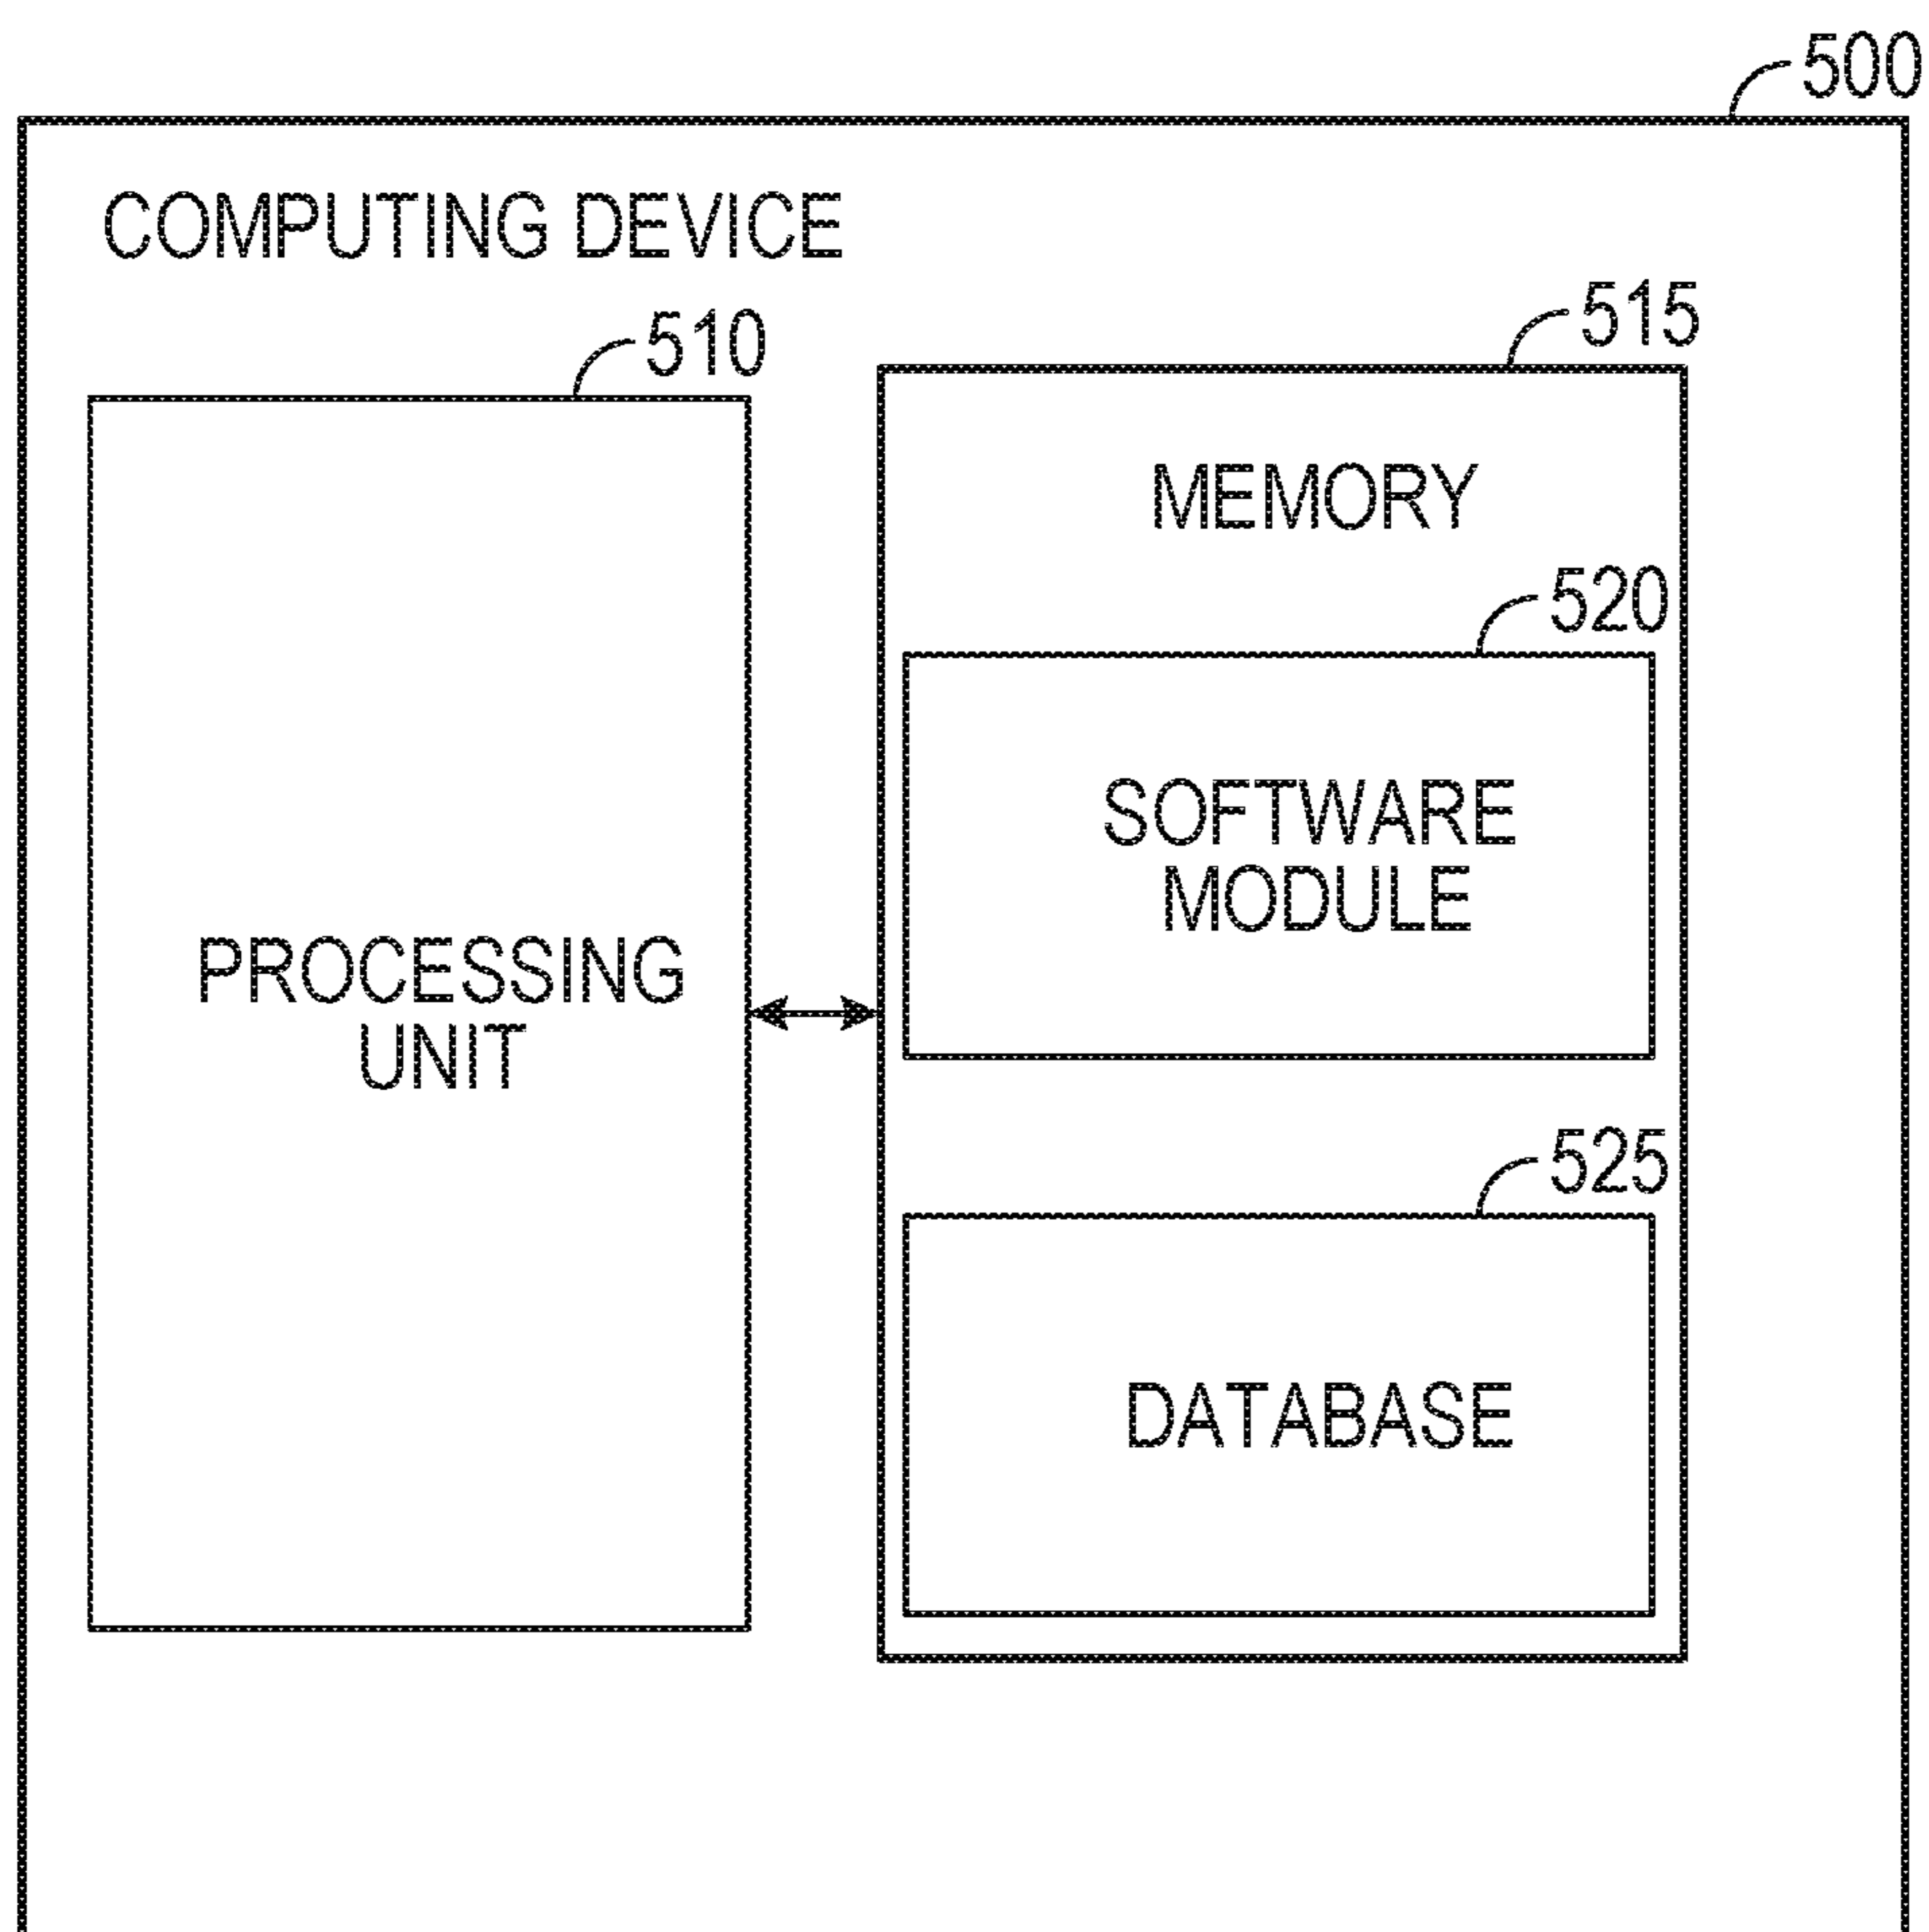 500
COMPUTING DEVICE
510
515
MEMORY
520
SOFTWARE
MODULE
PROCESSING
UNIT
525
DATABASE